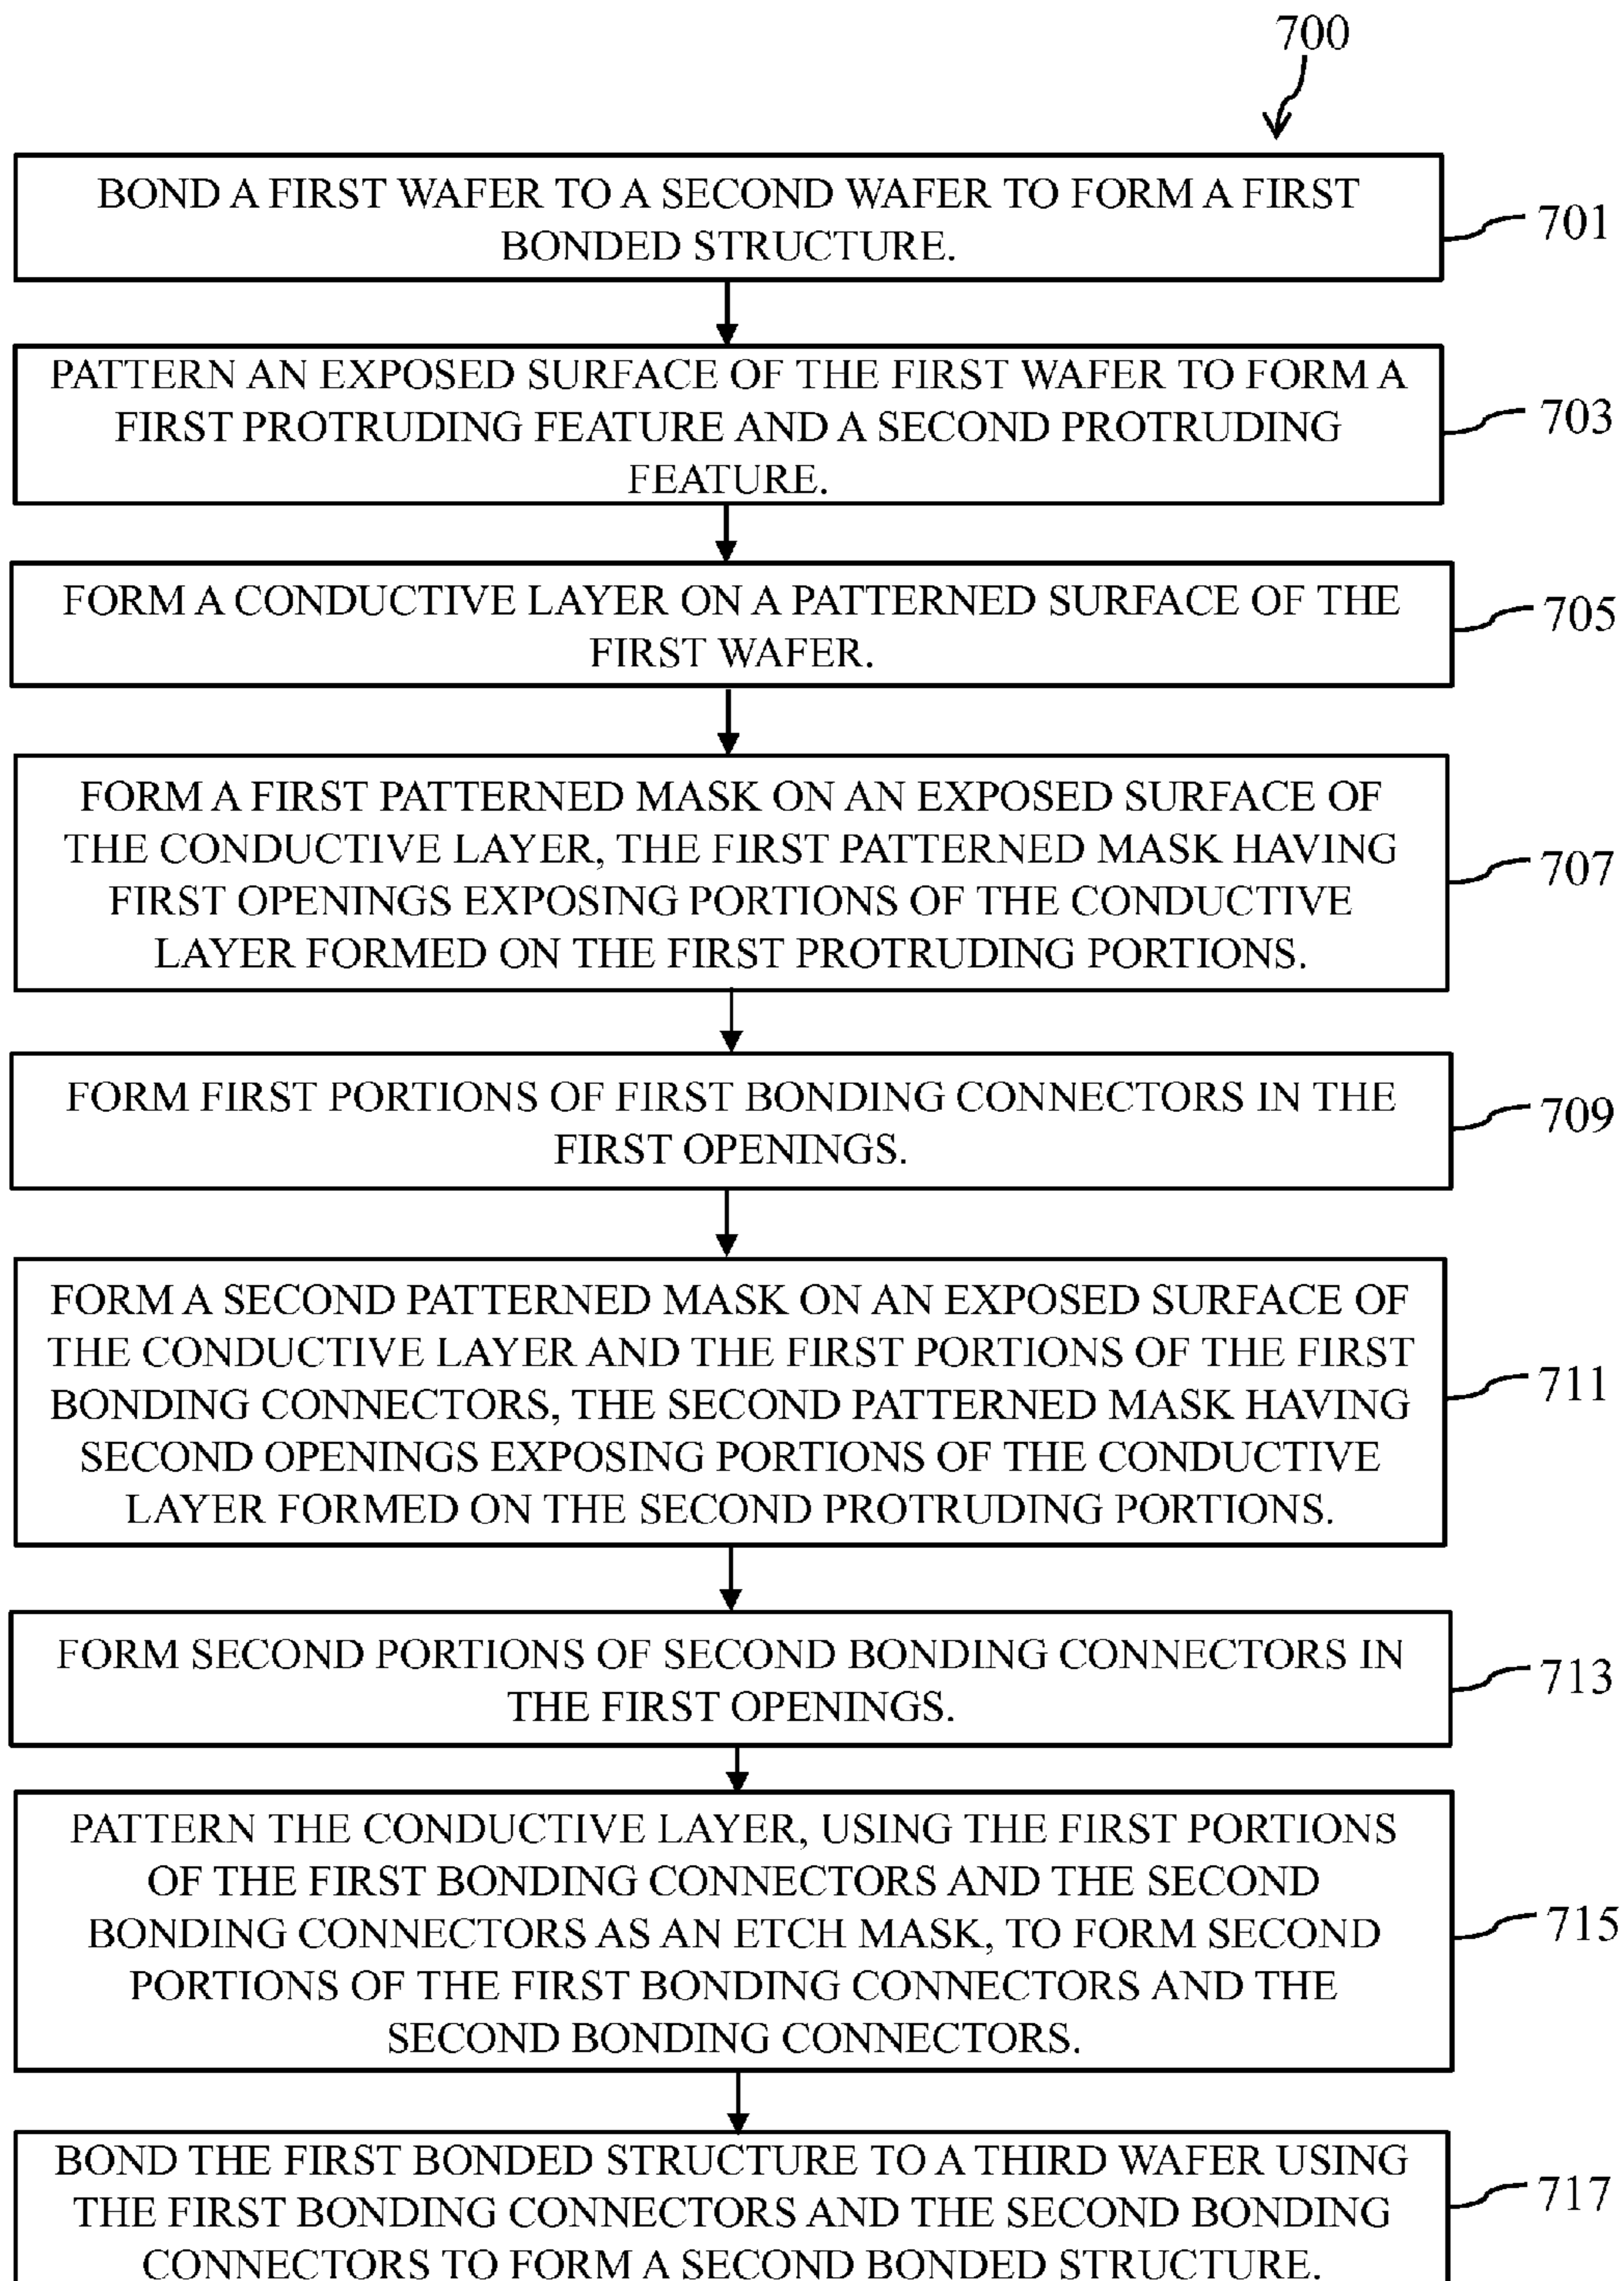 700
BOND A FIRST WAFER TO A SECOND WAFER TO FORM A FIRST
BONDED STRUCTURE.
701
PATTERN AN EXPOSED SURFACE OF THE FIRST WAFER TO FORM A
FIRST PROTRUDING FEATURE AND A SECOND PROTRUDING
FEATURE.
703
FORM A CONDUCTIVE LAYER ON A PATTERNED SURFACE OF THE
FIRST WAFER.
705
FORM A FIRST PATTERNED MASK ON AN EXPOSED SURFACE OF
THE CONDUCTIVE LAYER, THE FIRST PATTERNED MASK HAVING
FIRST OPENINGS EXPOSING PORTIONS OF THE CONDUCTIVE
LAYER FORMED ON THE FIRST PROTRUDING PORTIONS.
707
FORM FIRST PORTIONS OF FIRST BONDING CONNECTORS IN THE
FIRST OPENINGS.
709
FORM A SECOND PATTERNED MASK ON AN EXPOSED SURFACE OF
THE CONDUCTIVE LAYER AND THE FIRST PORTIONS OF THE FIRST
BONDING CONNECTORS, THE SECOND PATTERNED MASK HAVING
SECOND OPENINGS EXPOSING PORTIONS OF THE CONDUCTIVE
LAYER FORMED ON THE SECOND PROTRUDING PORTIONS.
711
FORM SECOND PORTIONS OF SECOND BONDING CONNECTORS IN
THE FIRST OPENINGS.
713
PATTERN THE CONDUCTIVE LAYER, USING THE FIRST PORTIONS
OF THE FIRST BONDING CONNECTORS AND THE SECOND
BONDING CONNECTORS AS AN ETCH MASK, TO FORM SECOND
PORTIONS OF THE FIRST BONDING CONNECTORS AND THE
SECOND BONDING CONNECTORS.
715
BOND THE FIRST BONDED STRUCTURE TO A THIRD WAFER USING
THE FIRST BONDING CONNECTORS AND THE SECOND BONDING
CONNECTORS TO FORM A SECOND BONDED STRUCTURE.
717